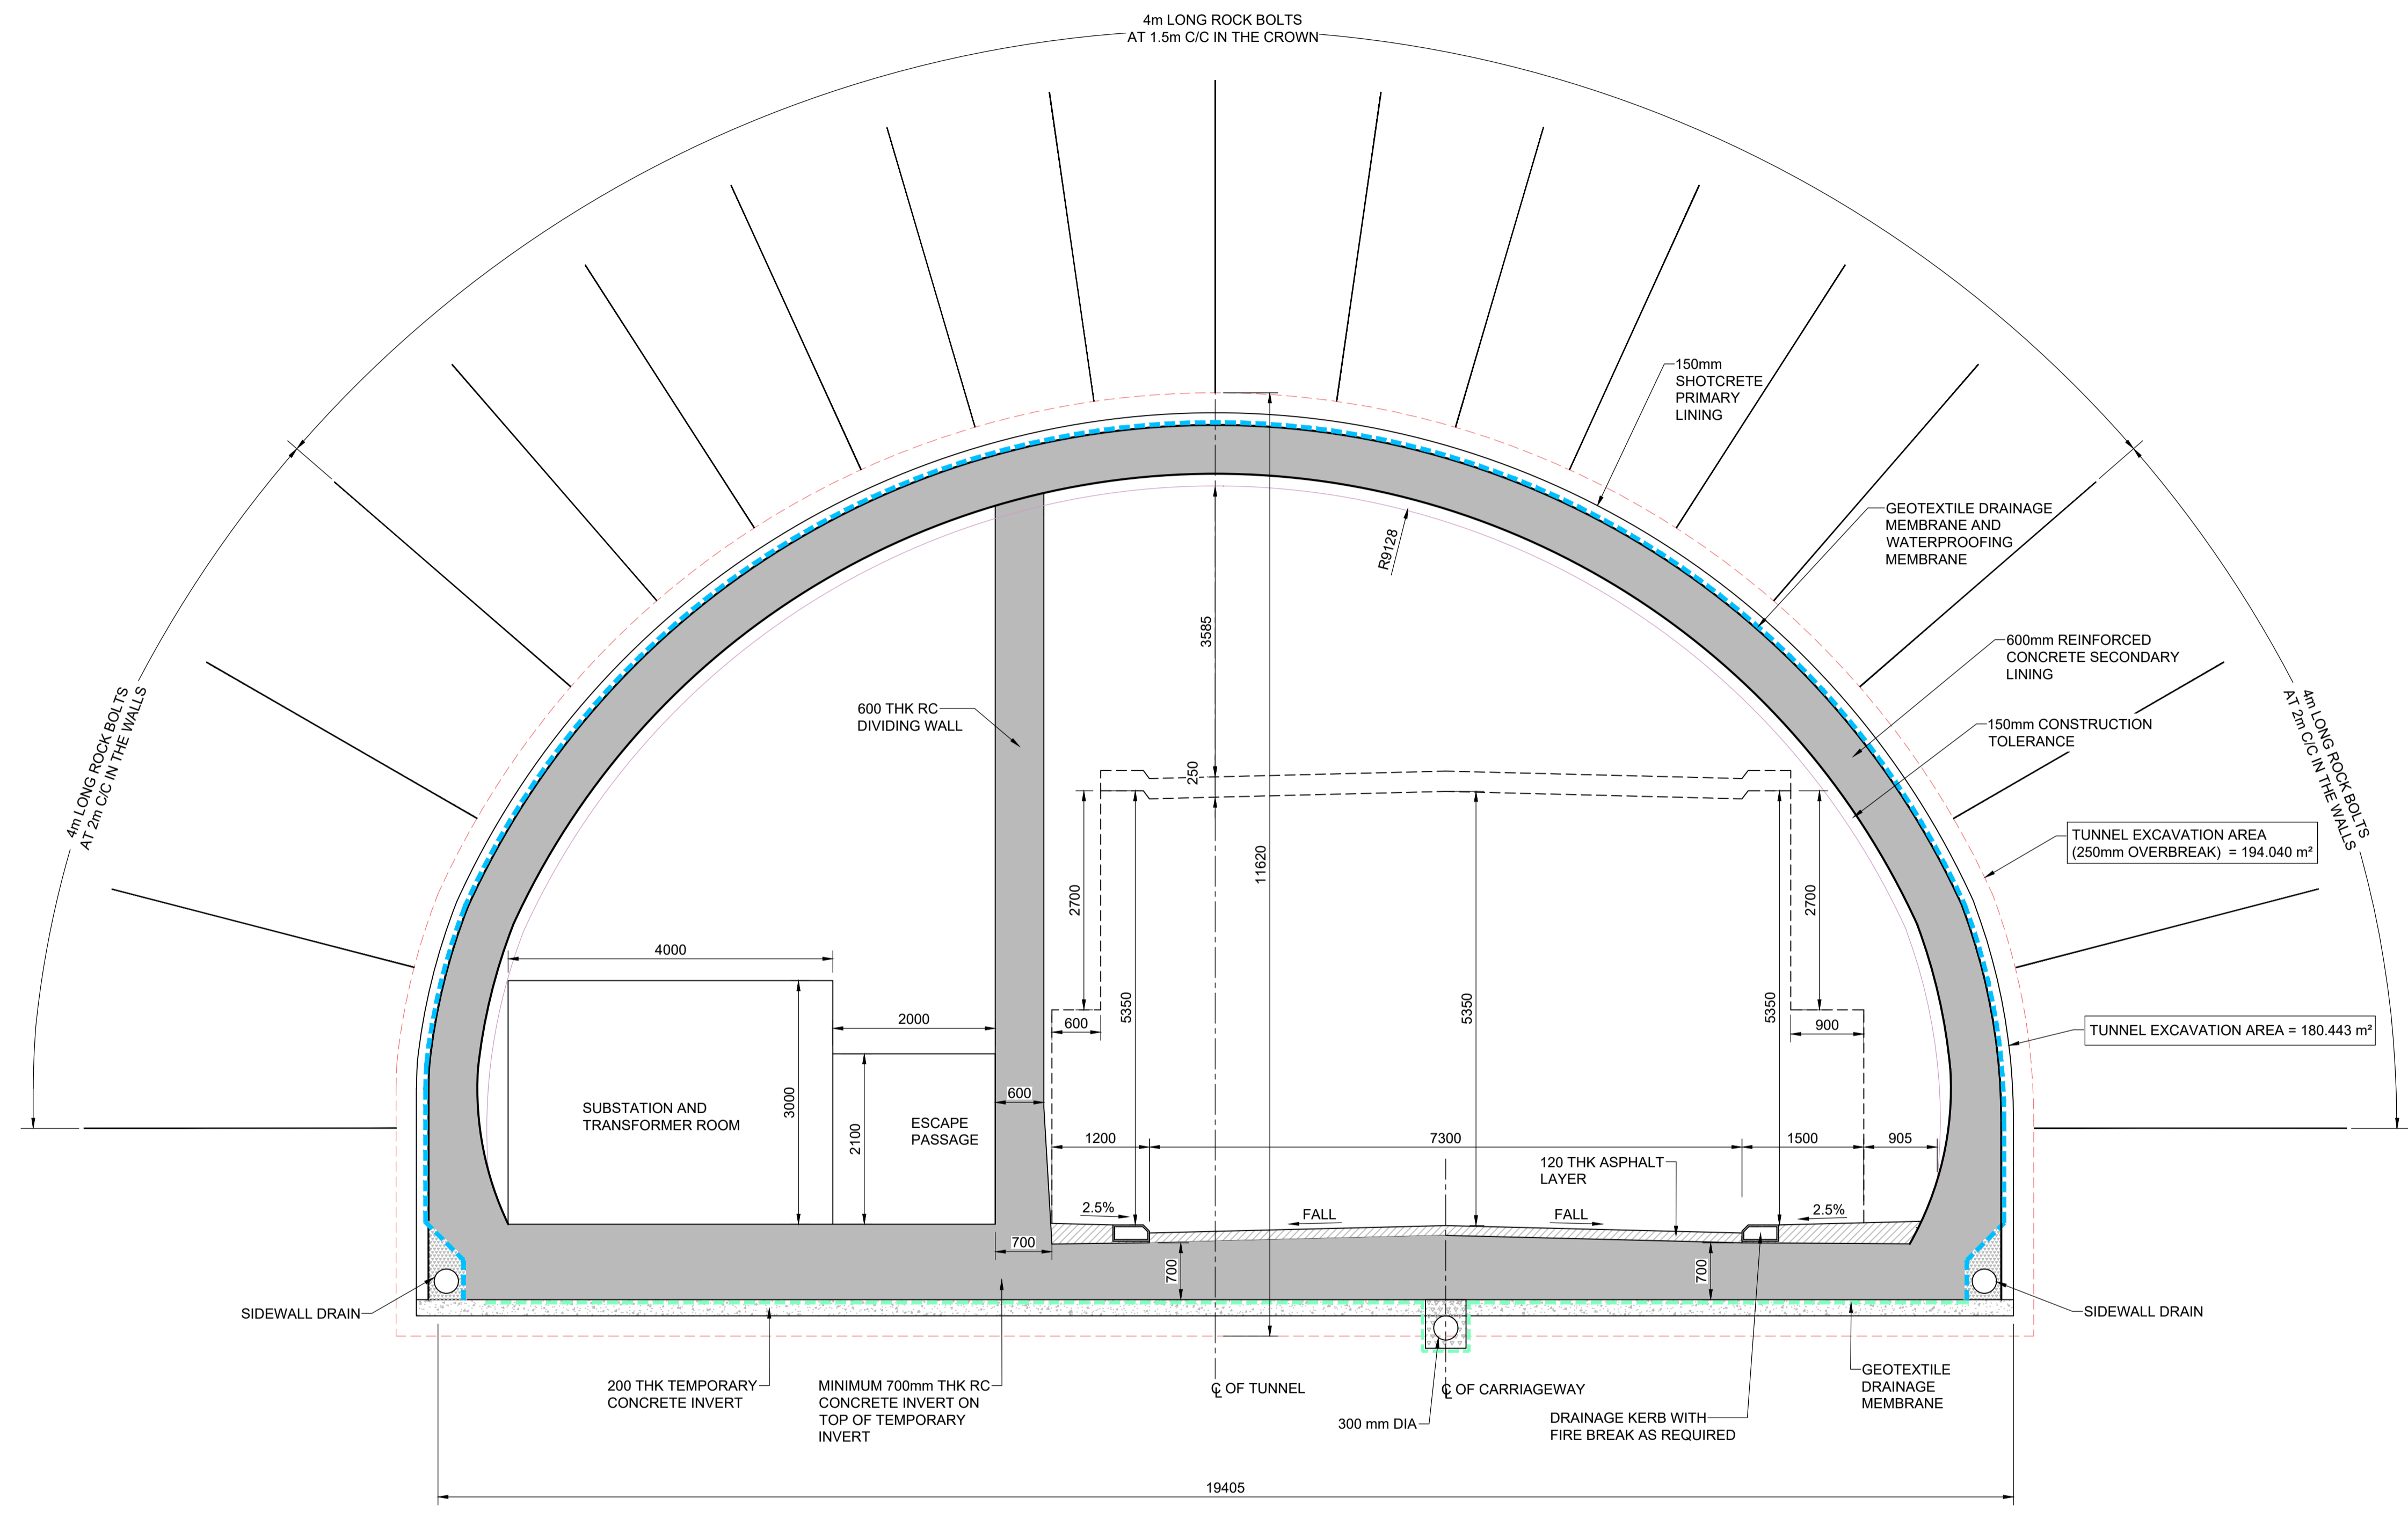 4m LONG ROCK BOLTS
AT 1.5m C/C IN THE CROWN
150mm
SHOTCRETE
PRIMARY
LINING
GEOTEXTILE DRAINAGE
MEMBRANE AND
WATERPROOFING
MEMBRANE
R9128
3585
600mm REINFORCED
CONCRETE SECONDARY
LINING
4m LONG ROCK BOLTS
AT 2m C/C IN THE WALLS
600 THK RC
DIVIDING WALL
150mm CONSTRUCTION
TOLERANCE
4m LONG ROCK BOLTS
AT 2m C/C IN THE WALLS
250
11620
TUNNEL EXCAVATION AREA
(250mm OVERBREAK) = 194.040 m²
2700
2700
4000
5350
5350
5350
2000
600
900
TUNNEL EXCAVATION AREA = 180.443 m²
SUBSTATION AND
TRANSFORMER ROOM
3000
2100
ESCAPE
PASSAGE
600
1200
7300
1500
905
120 THK ASPHALT
LAYER
2.5%
FALL
FALL
2.5%
700
700
700
SIDEWALL DRAIN
SIDEWALL DRAIN
200 THK TEMPORARY
CONCRETE INVERT
MINIMUM 700mm THK RC
CONCRETE INVERT ON
TOP OF TEMPORARY
INVERT
℄ OF TUNNEL
℄ OF CARRIAGEWAY
300 mm DIA
DRAINAGE KERB WITH
FIRE BREAK AS REQUIRED
GEOTEXTILE
DRAINAGE
MEMBRANE
19405